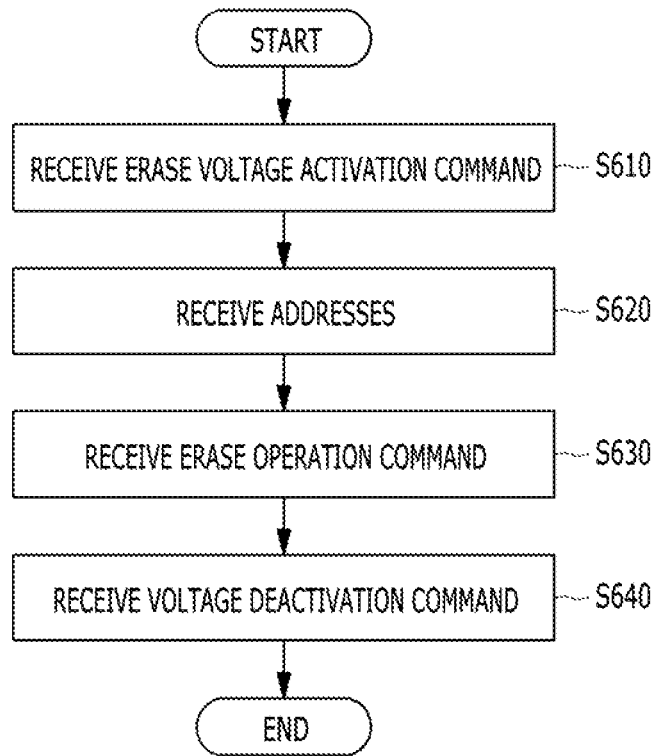 START
RECEIVE ERASE VOLTAGE ACTIVATION COMMAND S610
RECEIVE ADDRESSES S620
RECEIVE ERASE OPERATION COMMAND S630
RECEIVE VOLTAGE DEACTIVATION COMMAND S640
END